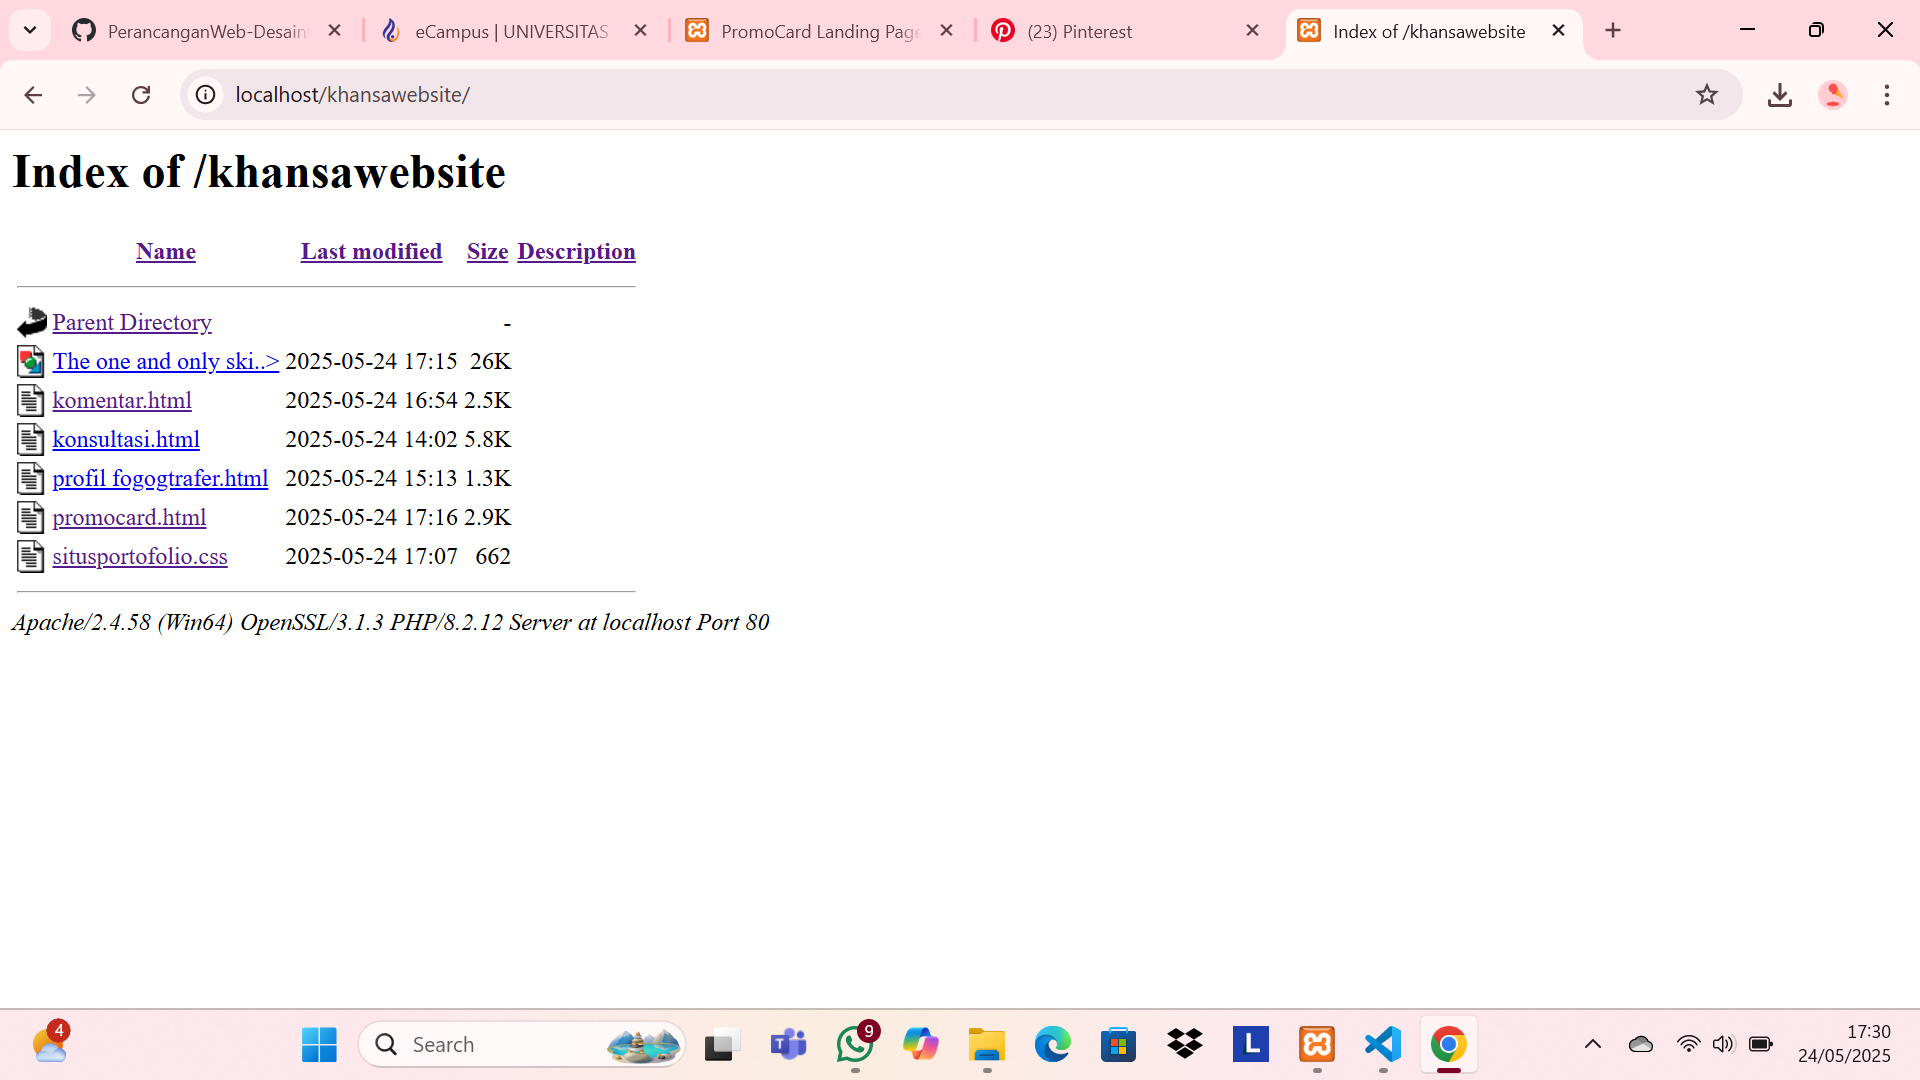 PerancanganWeb-Desain
eCampus | UNIVERSITAS
PromoCard Landing Page
(23) Pinterest
Index of /khansawebsite
localhost/khansawebsite/
Index of /khansawebsite
Name Last modified Size Description
Parent Directory -
The one and only ski..> 2025-05-24 17:15 26K
komentar.html 2025-05-24 16:54 2.5K
konsultasi.html 2025-05-24 14:02 5.8K
profil fogogtrafer.html 2025-05-24 15:13 1.3K
promocard.html 2025-05-24 17:16 2.9K
situsportofolio.css 2025-05-24 17:07 662
Apache/2.4.58 (Win64) OpenSSL/3.1.3 PHP/8.2.12 Server at localhost Port 80
4
Search
T
9
L
17:30
24/05/2025